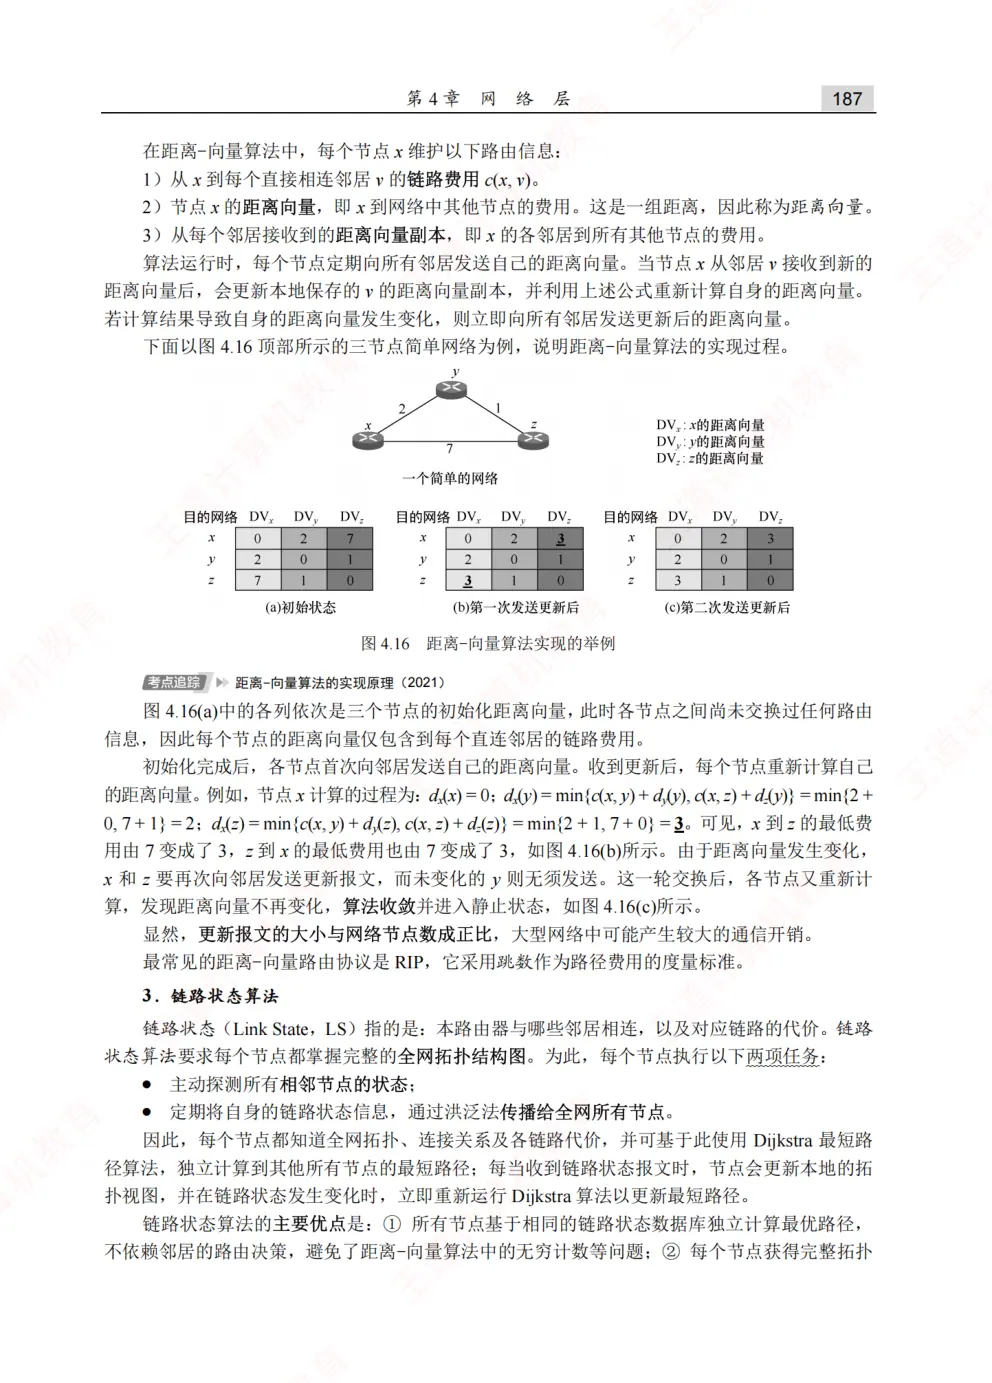 第 4 章 网 络 层 187
在距离-向量算法中，每个节点 x 维护以下路由信息：
1）从 x 到每个直接相连邻居 v 的链路费用 c(x, v)。
2）节点 x 的距离向量，即 x 到网络中其他节点的费用。这是一组距离，因此称为距离向量。
3）从每个邻居接收到的距离向量副本，即 x 的各邻居到所有其他节点的费用。
算法运行时，每个节点定期向所有邻居发送自己的距离向量。当节点 x 从邻居 v 接收到新的
距离向量后，会更新本地保存的 v 的距离向量副本，并利用上述公式重新计算自身的距离向量。
若计算结果导致自身的距离向量发生变化，则立即向所有邻居发送更新后的距离向量。
下面以图 4.16 顶部所示的三节点简单网络为例，说明距离-向量算法的实现过程。
y
2 1
x z
7
一个简单的网络
DVx : x的距离向量
DVy : y的距离向量
DVz : z的距离向量
目的网络 DVx DVy DVz
x 0 2 7
y 2 0 1
z 7 1 0
(a)初始状态
目的网络 DVx DVy DVz
x 0 2 3
y 2 0 1
z 3 1 0
(b)第一次发送更新后
目的网络 DVx DVy DVz
x 0 2 3
y 2 0 1
z 3 1 0
(c)第二次发送更新后
图 4.16 距离-向量算法实现的举例
考点追踪 距离-向量算法的实现原理（2021）
图 4.16(a)中的各列依次是三个节点的初始化距离向量，此时各节点之间尚未交换过任何路由
信息，因此每个节点的距离向量仅包含到每个直连邻居的链路费用。
初始化完成后，各节点首次向邻居发送自己的距离向量。收到更新后，每个节点重新计算自己
的距离向量。例如，节点 x 计算的过程为：dx(x) = 0；dx(y) = min{c(x, y) + dy(y), c(x, z) + dz(y)} = min{2 +
0, 7 + 1} = 2；dx(z) = min{c(x, y) + dy(z), c(x, z) + dz(z)} = min{2 + 1, 7 + 0} = 3。可见，x 到 z 的最低费
用由 7 变成了 3，z 到 x 的最低费用也由 7 变成了 3，如图 4.16(b)所示。由于距离向量发生变化，
x 和 z 要再次向邻居发送更新报文，而未变化的 y 则无须发送。这一轮交换后，各节点又重新计
算，发现距离向量不再变化，算法收敛并进入静止状态，如图 4.16(c)所示。
显然，更新报文的大小与网络节点数成正比，大型网络中可能产生较大的通信开销。
最常见的距离-向量路由协议是 RIP，它采用跳数作为路径费用的度量标准。
3．链路状态算法
链路状态（Link State，LS）指的是：本路由器与哪些邻居相连，以及对应链路的代价。链路
状态算法要求每个节点都掌握完整的全网拓扑结构图。为此，每个节点执行以下两项任务：
● 主动探测所有相邻节点的状态；
● 定期将自身的链路状态信息，通过洪泛法传播给全网所有节点。
因此，每个节点都知道全网拓扑、连接关系及各链路代价，并可基于此使用 Dijkstra 最短路
径算法，独立计算到其他所有节点的最短路径；每当收到链路状态报文时，节点会更新本地的拓
扑视图，并在链路状态发生变化时，立即重新运行 Dijkstra 算法以更新最短路径。
链路状态算法的主要优点是：① 所有节点基于相同的链路状态数据库独立计算最优路径，
不依赖邻居的路由决策，避免了距离-向量算法中的无穷计数等问题；② 每个节点获得完整拓扑